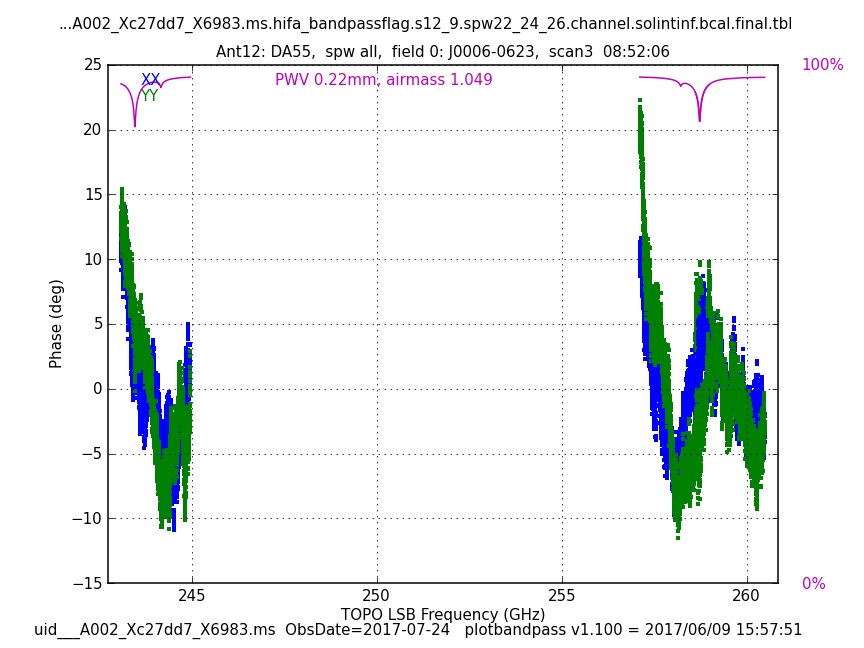 ...A002_Xc27dd7_X6983.ms.hifa_bandpassflag.s12_9.spw22_24_26.channel.solintinf.bcal.final.tbl
Ant12: DA55,  spw all,  field 0: J0006-0623,  scan3  08:52:06
25
20
15
10
5
0
−5
−10
−15
Phase (deg)
XX
YY
PWV 0.22mm, airmass 1.049
100%
0%
245
250
255
260
TOPO LSB Frequency (GHz)
uid___A002_Xc27dd7_X6983.ms  ObsDate=2017-07-24   plotbandpass v1.100 = 2017/06/09 15:57:51